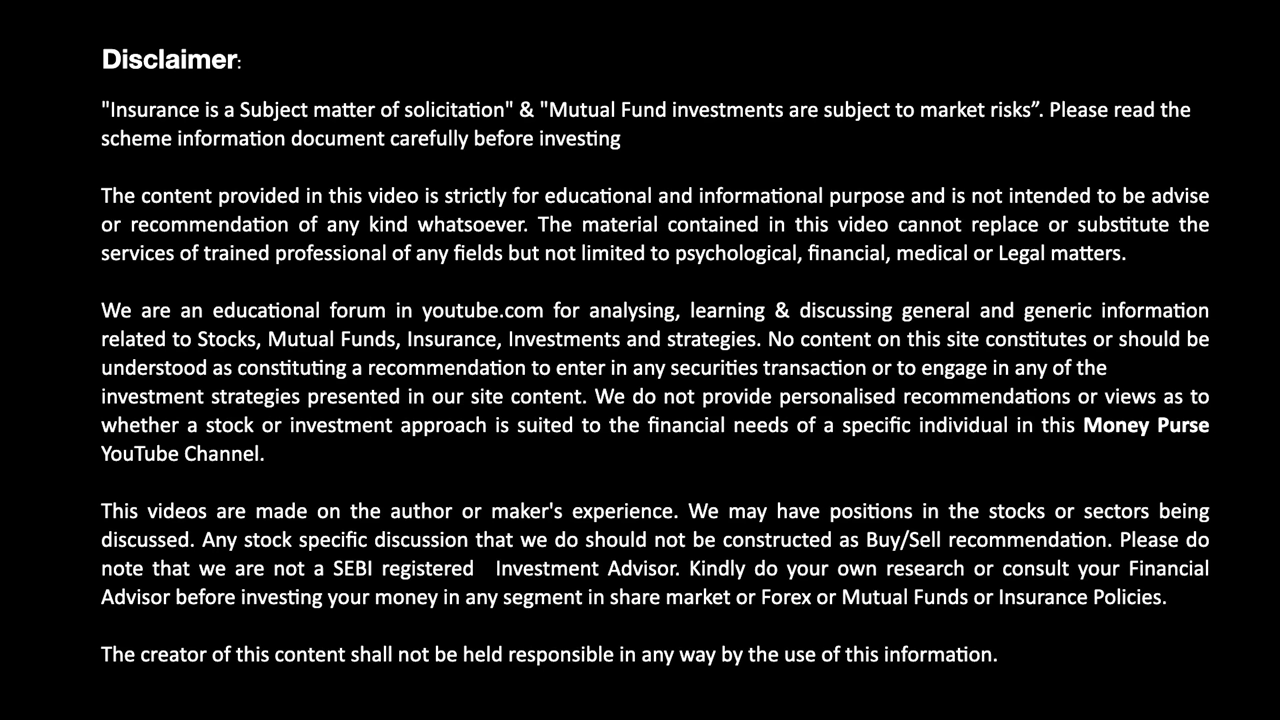 Disclaimer:
"Insurance is a Subject matter of solicitation" & "Mutual Fund investments are subject to market risks”. Please read the
scheme information document carefully before investing
The content provided in this video is strictly for educational and informational purpose and is not intended to be advise
or recommendation of any kind whatsoever. The material contained in this video cannot replace or substitute the
services of trained professional of any fields but not limited to psychological, financial, medical or Legal matters.
We are an educational forum in youtube.com for analysing, learning & discussing general and generic information
related to Stocks, Mutual Funds, Insurance, Investments and strategies. No content on this site constitutes or should be
understood as constituting a recommendation to enter in any securities transaction or to engage in any of the
investment strategies presented in our site content. We do not provide personalised recommendations or views as to
whether a stock or investment approach is suited to the financial needs of a specific individual in this Money Purse
YouTube Channel.
This videos are made on the author or maker's experience. We may have positions in the stocks or sectors being
discussed. Any stock specific discussion that we do should not be constructed as Buy/Sell recommendation. Please do
note that we are not a SEBI registered Investment Advisor. Kindly do your own research or consult your Financial
Advisor before investing your money in any segment in share market or Forex or Mutual Funds or Insurance Policies.
The creator of this content shall not be held responsible in any way by the use of this information.